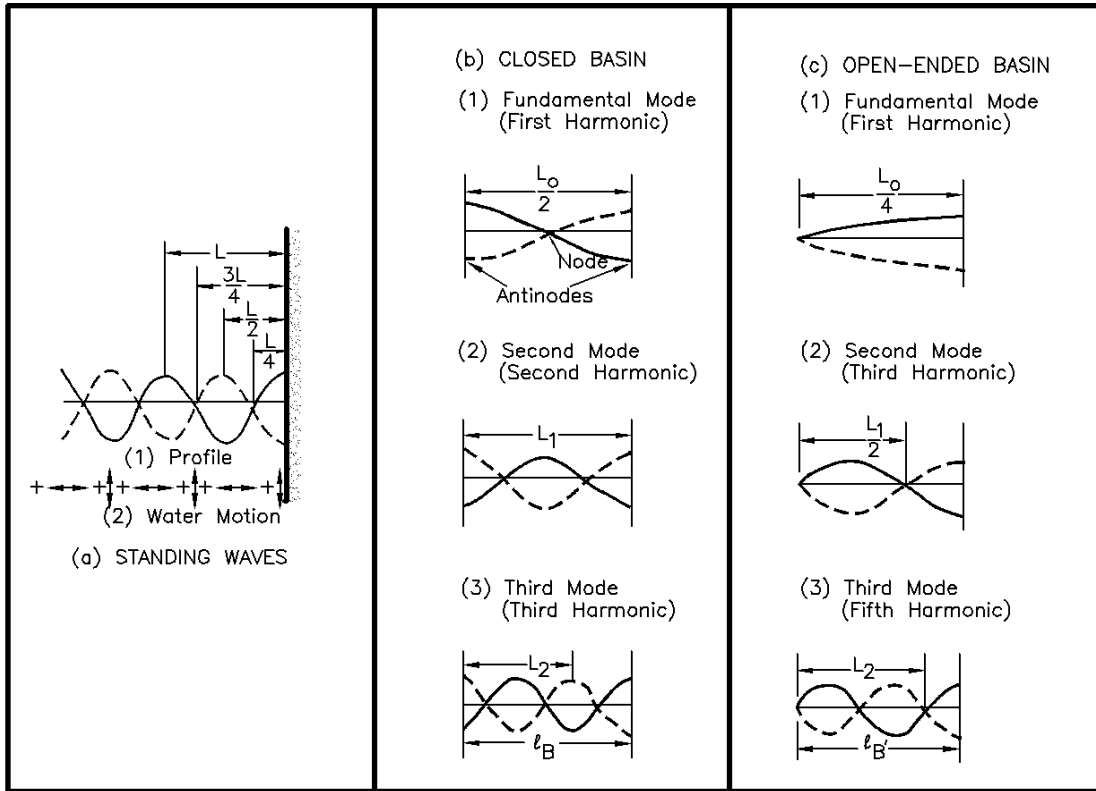 L
3L
4
L
2
L
4
(1) Profile
+ + + + + +
(2) Water Motion
(a) STANDING WAVES
(b) CLOSED BASIN
(1) Fundamental Mode
(First Harmonic)
Lo
2
Node
Antinodes
(2) Second Mode
(Second Harmonic)
L1
(3) Third Mode
(Third Harmonic)
L2
ℓB
(c) OPEN-ENDED BASIN
(1) Fundamental Mode
(First Harmonic)
Lo
4
(2) Second Mode
(Third Harmonic)
L1
2
(3) Third Mode
(Fifth Harmonic)
L2
ℓB'